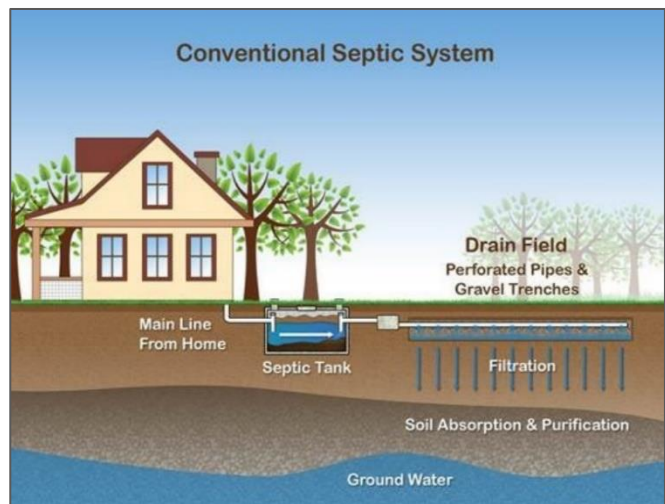 Conventional Septic System
Drain Field
Perforated Pipes &
Gravel Trenches
Main Line
From Home
Septic Tank
Filtration
Soil Absorption & Purification
Ground Water